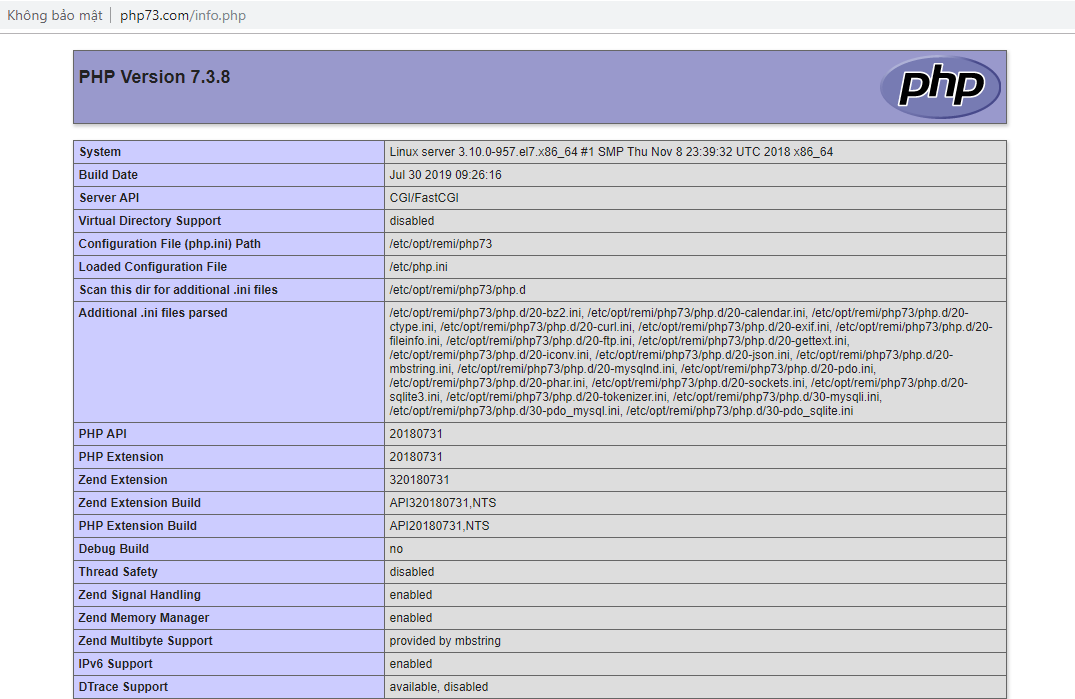 Không bảo mật | php73.com/info.php
PHP Version 7.3.8
php
System Linux server 3.10.0-957.el7.x86_64 #1 SMP Thu Nov 8 23:39:32 UTC 2018 x86_64
Build Date Jul 30 2019 09:26:16
Server API CGI/FastCGI
Virtual Directory Support disabled
Configuration File (php.ini) Path /etc/opt/remi/php73
Loaded Configuration File /etc/php.ini
Scan this dir for additional .ini files /etc/opt/remi/php73/php.d
Additional .ini files parsed /etc/opt/remi/php73/php.d/20-bz2.ini, /etc/opt/remi/php73/php.d/20-calendar.ini, /etc/opt/remi/php73/php.d/20-
ctype.ini, /etc/opt/remi/php73/php.d/20-curl.ini, /etc/opt/remi/php73/php.d/20-exif.ini, /etc/opt/remi/php73/php.d/20-
fileinfo.ini, /etc/opt/remi/php73/php.d/20-ftp.ini, /etc/opt/remi/php73/php.d/20-gettext.ini,
/etc/opt/remi/php73/php.d/20-iconv.ini, /etc/opt/remi/php73/php.d/20-json.ini, /etc/opt/remi/php73/php.d/20-
mbstring.ini, /etc/opt/remi/php73/php.d/20-mysqlnd.ini, /etc/opt/remi/php73/php.d/20-pdo.ini,
/etc/opt/remi/php73/php.d/20-phar.ini, /etc/opt/remi/php73/php.d/20-sockets.ini, /etc/opt/remi/php73/php.d/20-
sqlite3.ini, /etc/opt/remi/php73/php.d/20-tokenizer.ini, /etc/opt/remi/php73/php.d/30-mysqli.ini,
/etc/opt/remi/php73/php.d/30-pdo_mysql.ini, /etc/opt/remi/php73/php.d/30-pdo_sqlite.ini
PHP API 20180731
PHP Extension 20180731
Zend Extension 320180731
Zend Extension Build API320180731,NTS
PHP Extension Build API20180731,NTS
Debug Build no
Thread Safety disabled
Zend Signal Handling enabled
Zend Memory Manager enabled
Zend Multibyte Support provided by mbstring
IPv6 Support enabled
DTrace Support available, disabled